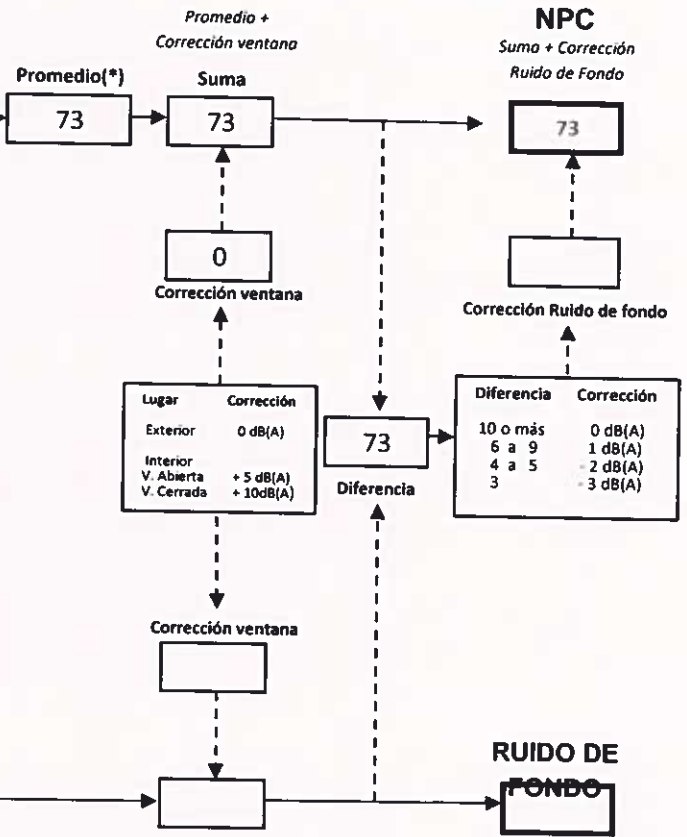 Promedio +
Corrección ventana
NPC
Suma + Corrección
Ruido de Fondo
Promedio(*)
Suma
73
73
73
0
Corrección ventana
Corrección Ruido de fondo
Lugar Corrección
Exterior 0 dB(A)
Interior
V. Abierta + 5 dB(A)
V. Cerrada + 10dB(A)
73
Diferencia
Diferencia Corrección
10 o más 0 dB(A)
6 a 9 1 dB(A)
4 a 5 - 2 dB(A)
3 - 3 dB(A)
Corrección ventana
RUIDO DE
FONDO